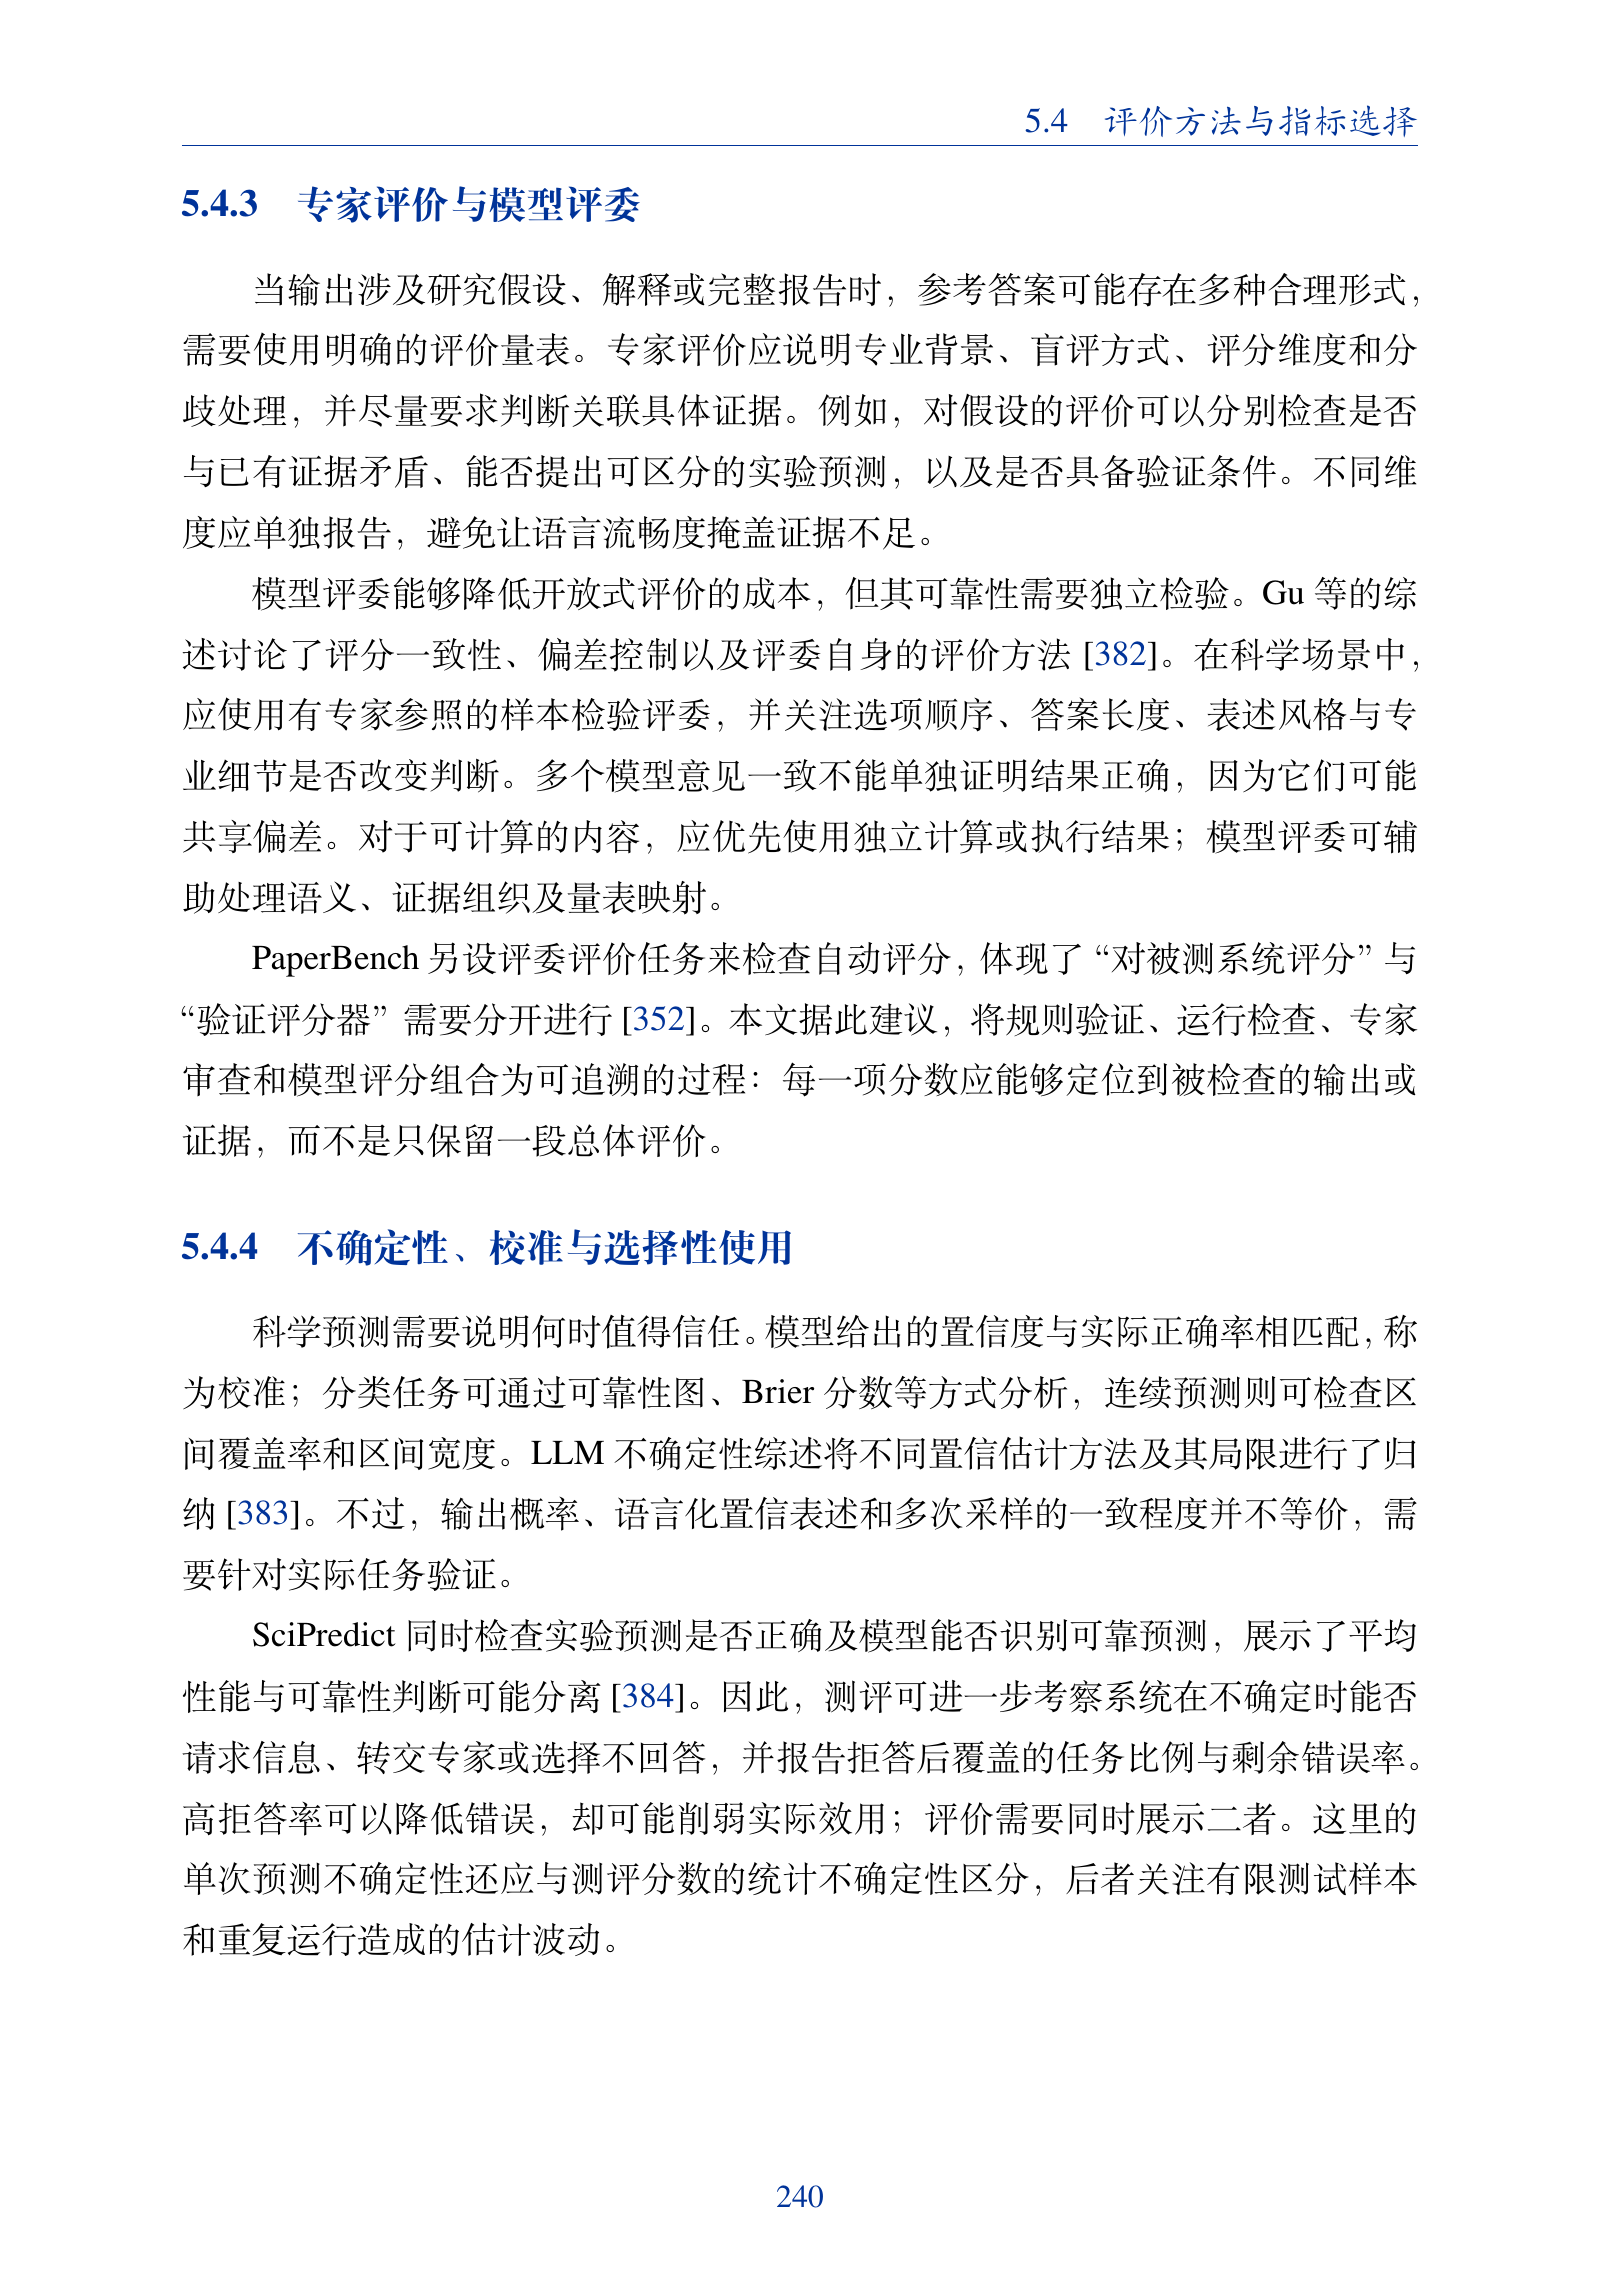 5.4 评价方法与指标选择
5.4.3 专家评价与模型评委
当输出涉及研究假设、解释或完整报告时，参考答案可能存在多种合理形式，
需要使用明确的评价量表。专家评价应说明专业背景、盲评方式、评分维度和分
歧处理，并尽量要求判断关联具体证据。例如，对假设的评价可以分别检查是否
与已有证据矛盾、能否提出可区分的实验预测，以及是否具备验证条件。不同维
度应单独报告，避免让语言流畅度掩盖证据不足。
模型评委能够降低开放式评价的成本，但其可靠性需要独立检验。Gu 等的综
述讨论了评分一致性、偏差控制以及评委自身的评价方法 [382]。在科学场景中，
应使用有专家参照的样本检验评委，并关注选项顺序、答案长度、表述风格与专
业细节是否改变判断。多个模型意见一致不能单独证明结果正确，因为它们可能
共享偏差。对于可计算的内容，应优先使用独立计算或执行结果；模型评委可辅
助处理语义、证据组织及量表映射。
PaperBench 另设评委评价任务来检查自动评分，体现了“对被测系统评分”与
“验证评分器”需要分开进行 [352]。本文据此建议，将规则验证、运行检查、专家
审查和模型评分组合为可追溯的过程：每一项分数应能够定位到被检查的输出或
证据，而不是只保留一段总体评价。
5.4.4 不确定性、校准与选择性使用
科学预测需要说明何时值得信任。模型给出的置信度与实际正确率相匹配，称
为校准；分类任务可通过可靠性图、Brier 分数等方式分析，连续预测则可检查区
间覆盖率和区间宽度。LLM 不确定性综述将不同置信估计方法及其局限进行了归
纳 [383]。不过，输出概率、语言化置信表述和多次采样的一致程度并不等价，需
要针对实际任务验证。
SciPredict 同时检查实验预测是否正确及模型能否识别可靠预测，展示了平均
性能与可靠性判断可能分离 [384]。因此，测评可进一步考察系统在不确定时能否
请求信息、转交专家或选择不回答，并报告拒答后覆盖的任务比例与剩余错误率。
高拒答率可以降低错误，却可能削弱实际效用；评价需要同时展示二者。这里的
单次预测不确定性还应与测评分数的统计不确定性区分，后者关注有限测试样本
和重复运行造成的估计波动。
240